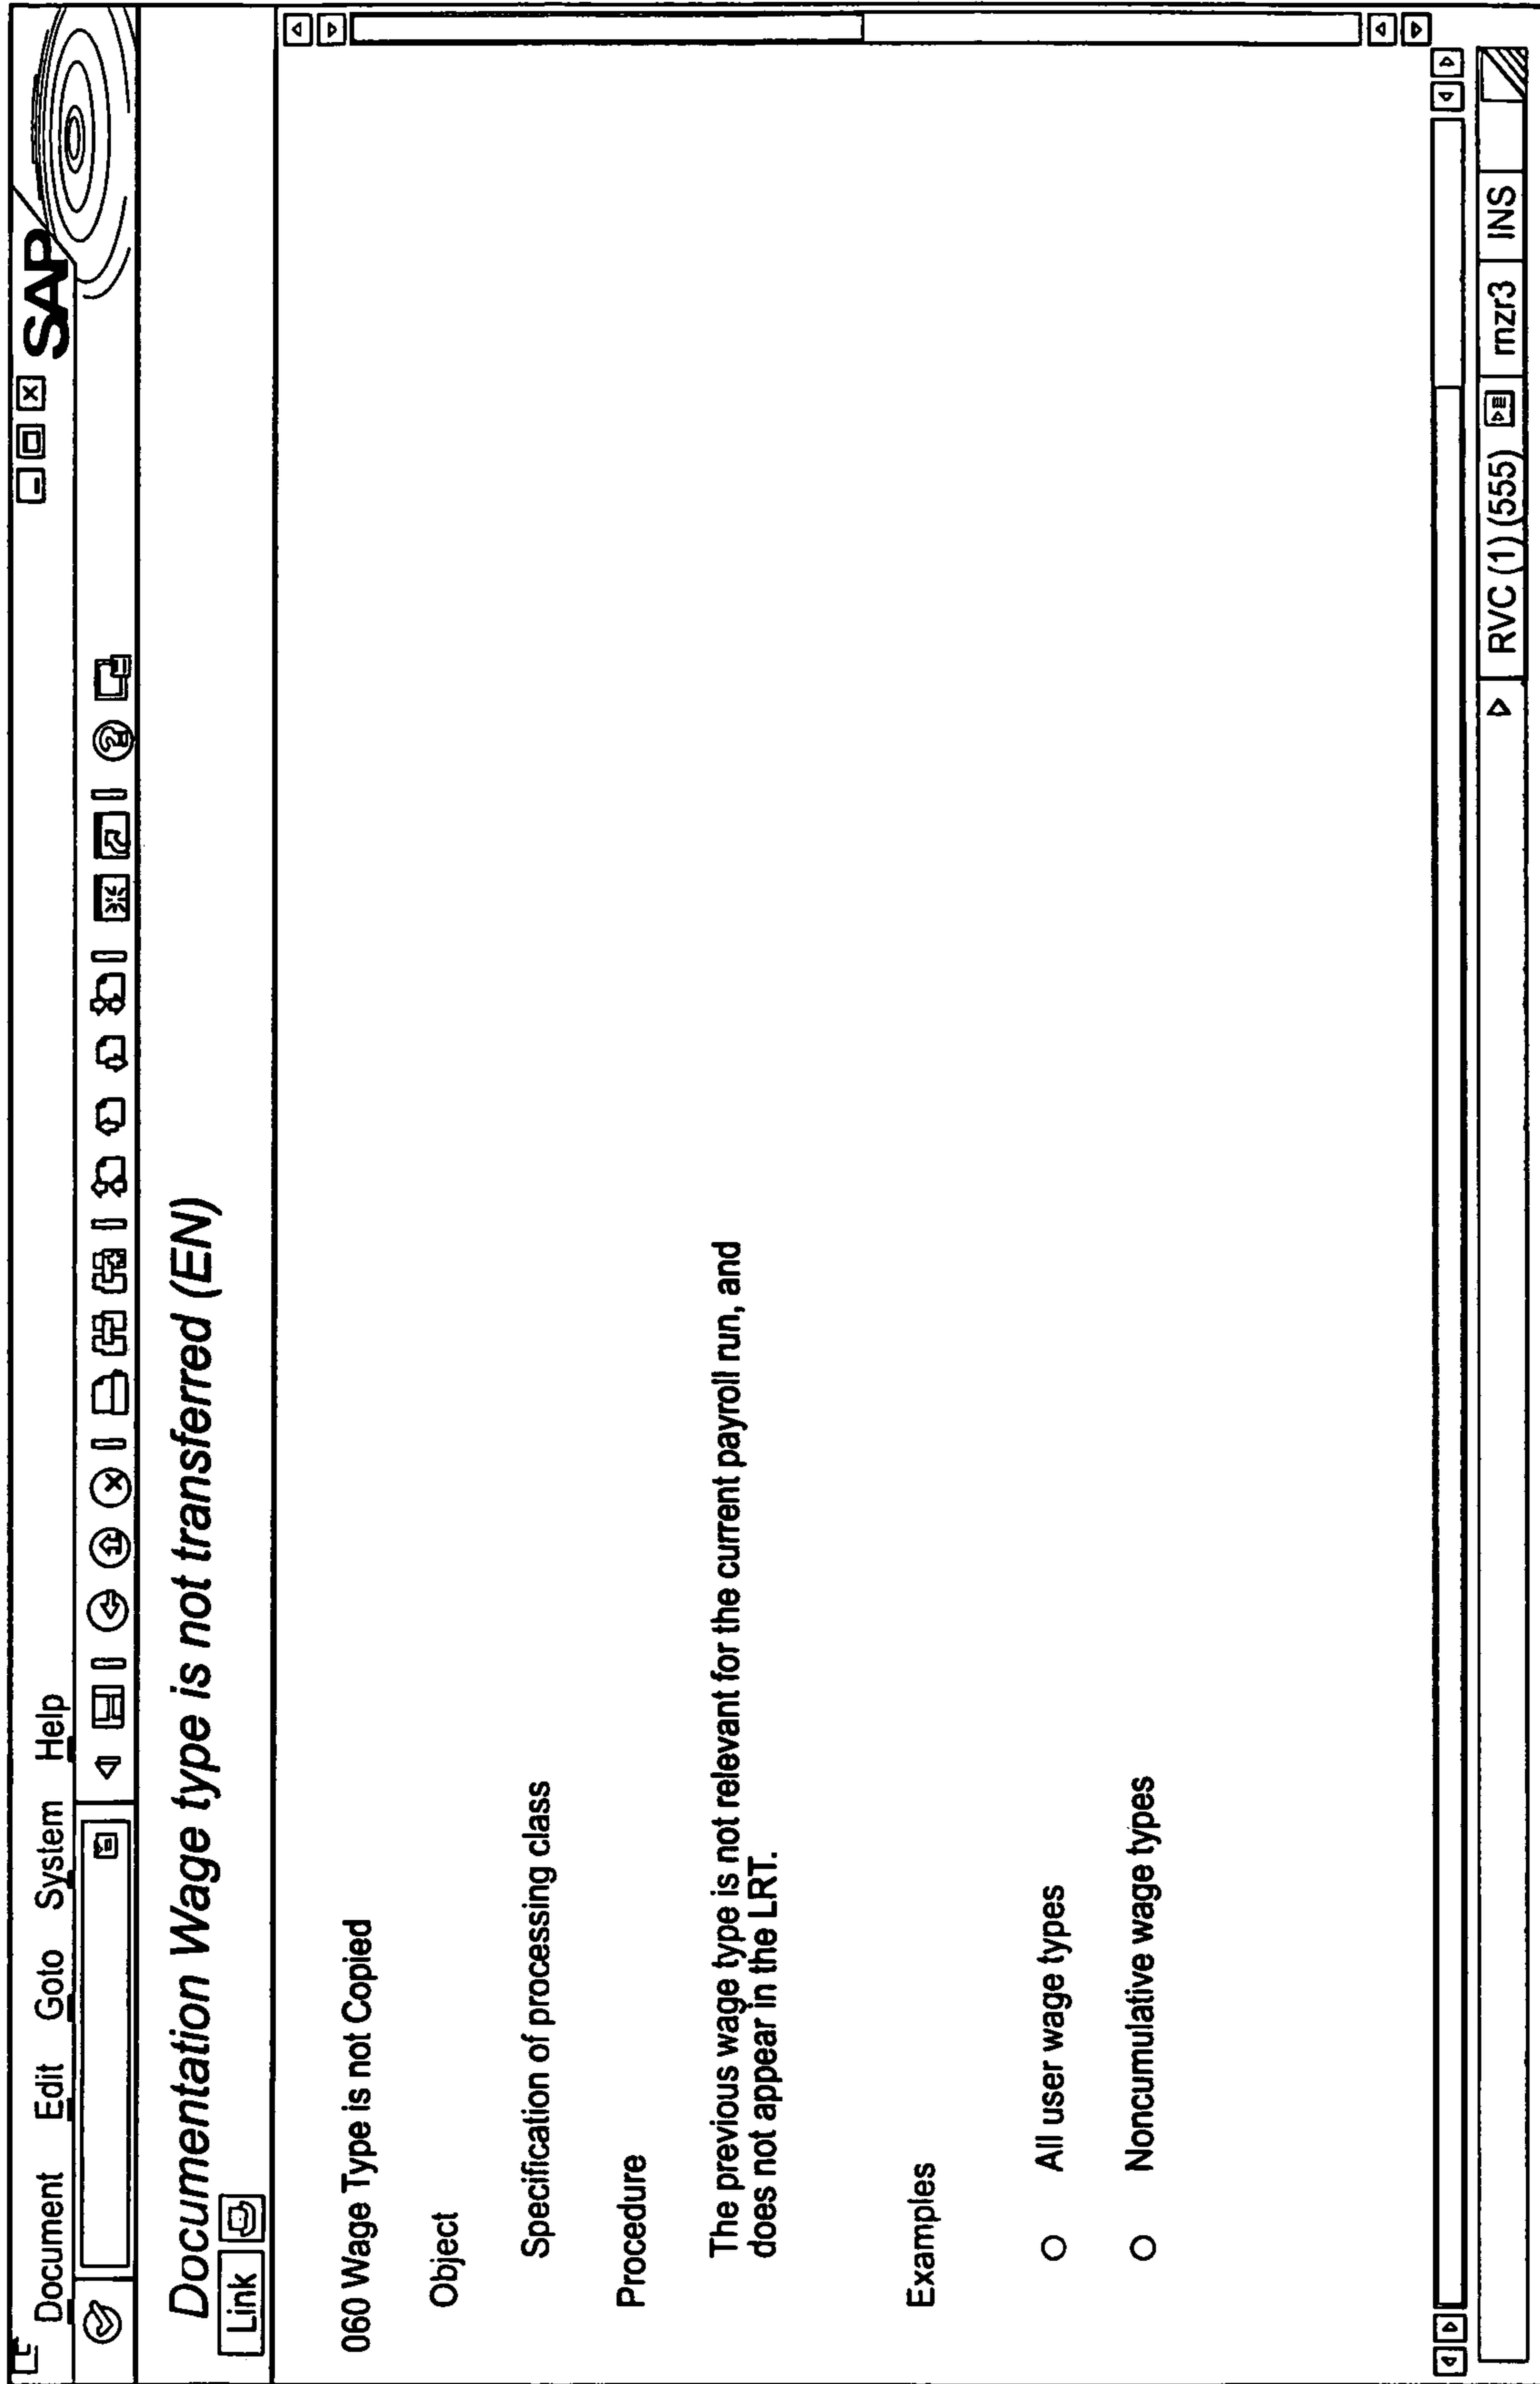 Document Edit Goto System Help
SAP
Documentation Wage type is not transferred (EN)
Link
060 Wage Type is not Copied
Object
Specification of processing class
Procedure
The previous wage type is not relevant for the current payroll run, and
does not appear in the LRT.
Examples
All user wage types
Noncumulative wage types
RVC (1) (555) rnzr3 INS